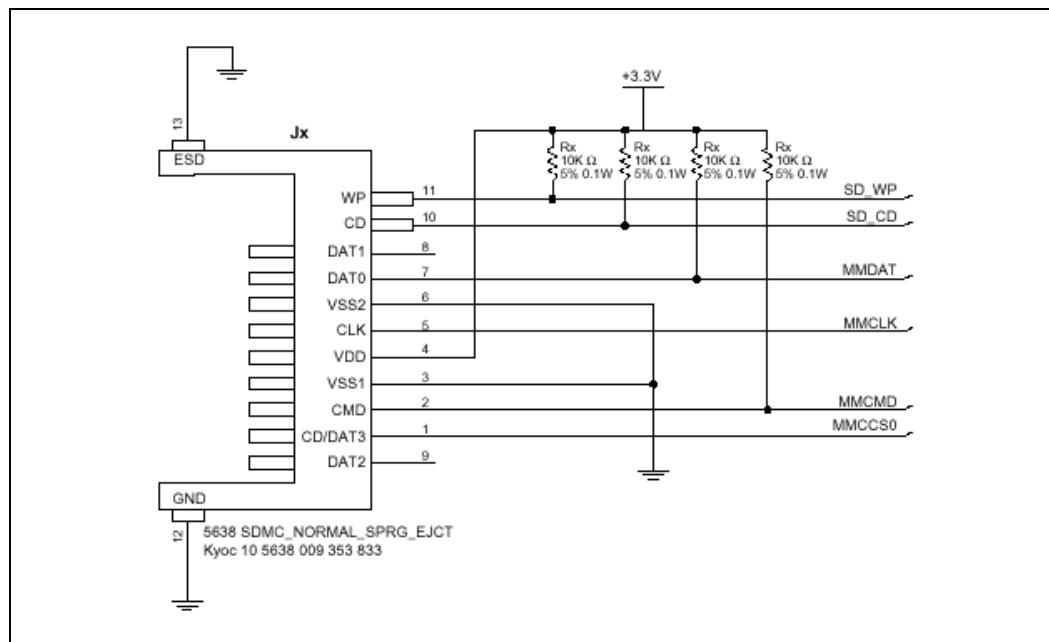 +3.3V
13
Jx
ESD
Rx
10K Ω
5% 0.1W
Rx
10K Ω
5% 0.1W
Rx
10K Ω
5% 0.1W
Rx
10K Ω
5% 0.1W
WP 11 SD_WP
CD 10 SD_CD
DAT1 8
DAT0 7 MMDAT
VSS2 6
CLK 5 MMCLK
VDD 4
VSS1 3
CMD 2 MMCMD
CD/DAT3 1 MMCCS0
DAT2 9
GND
12
5638 SDMC_NORMAL_SPRG_EJCT
Kyoc 10 5638 009 353 833